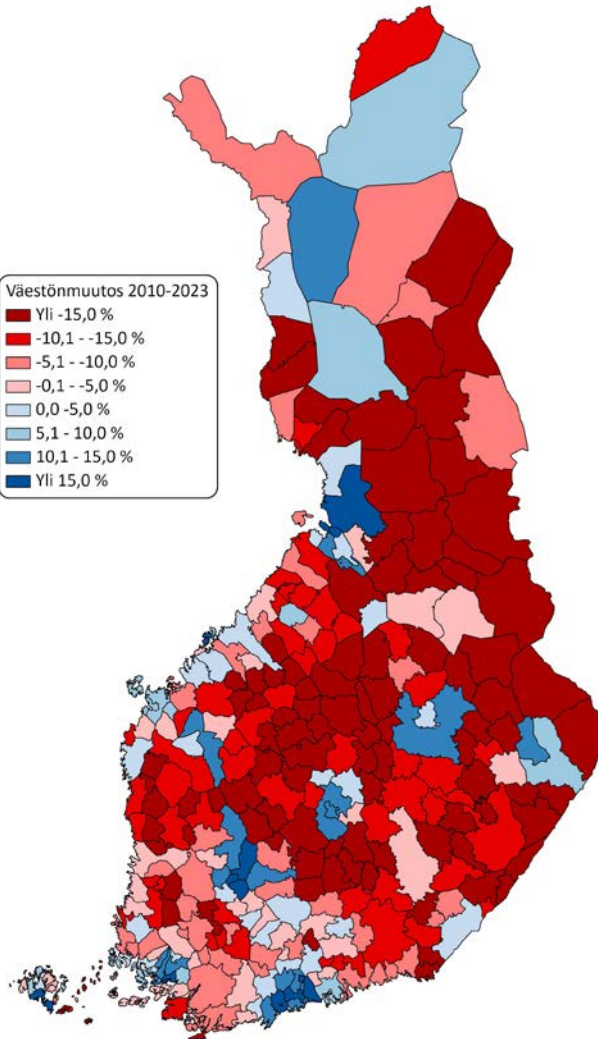 Väestönmuutos 2010-2023
Yli -15,0 %
-10,1 - -15,0 %
-5,1 - -10,0 %
-0,1 - -5,0 %
0,0 -5,0 %
5,1 - 10,0 %
10,1 - 15,0 %
Yli 15,0 %